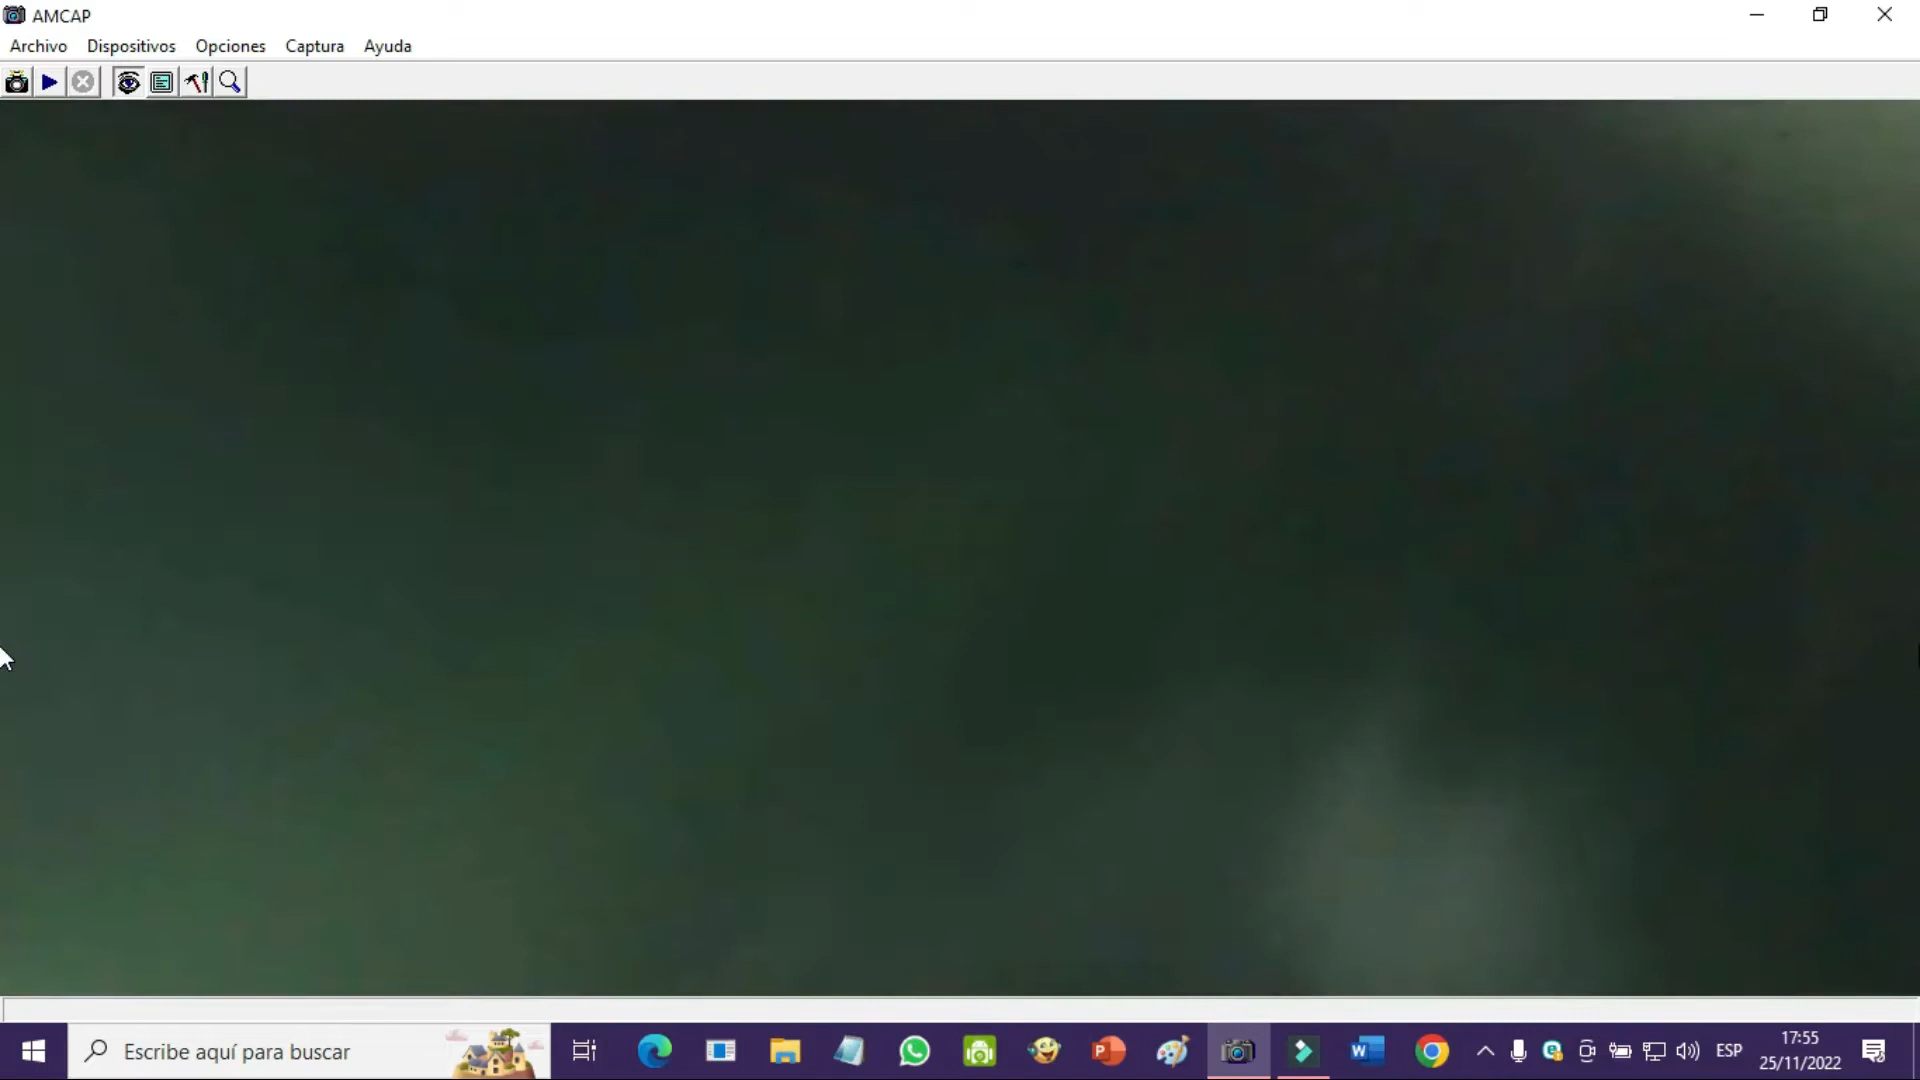 AMCAP
Archivo Dispositivos Opciones Captura Ayuda
Escribe aquí para buscar
P
W
ESP
17:55
25/11/2022